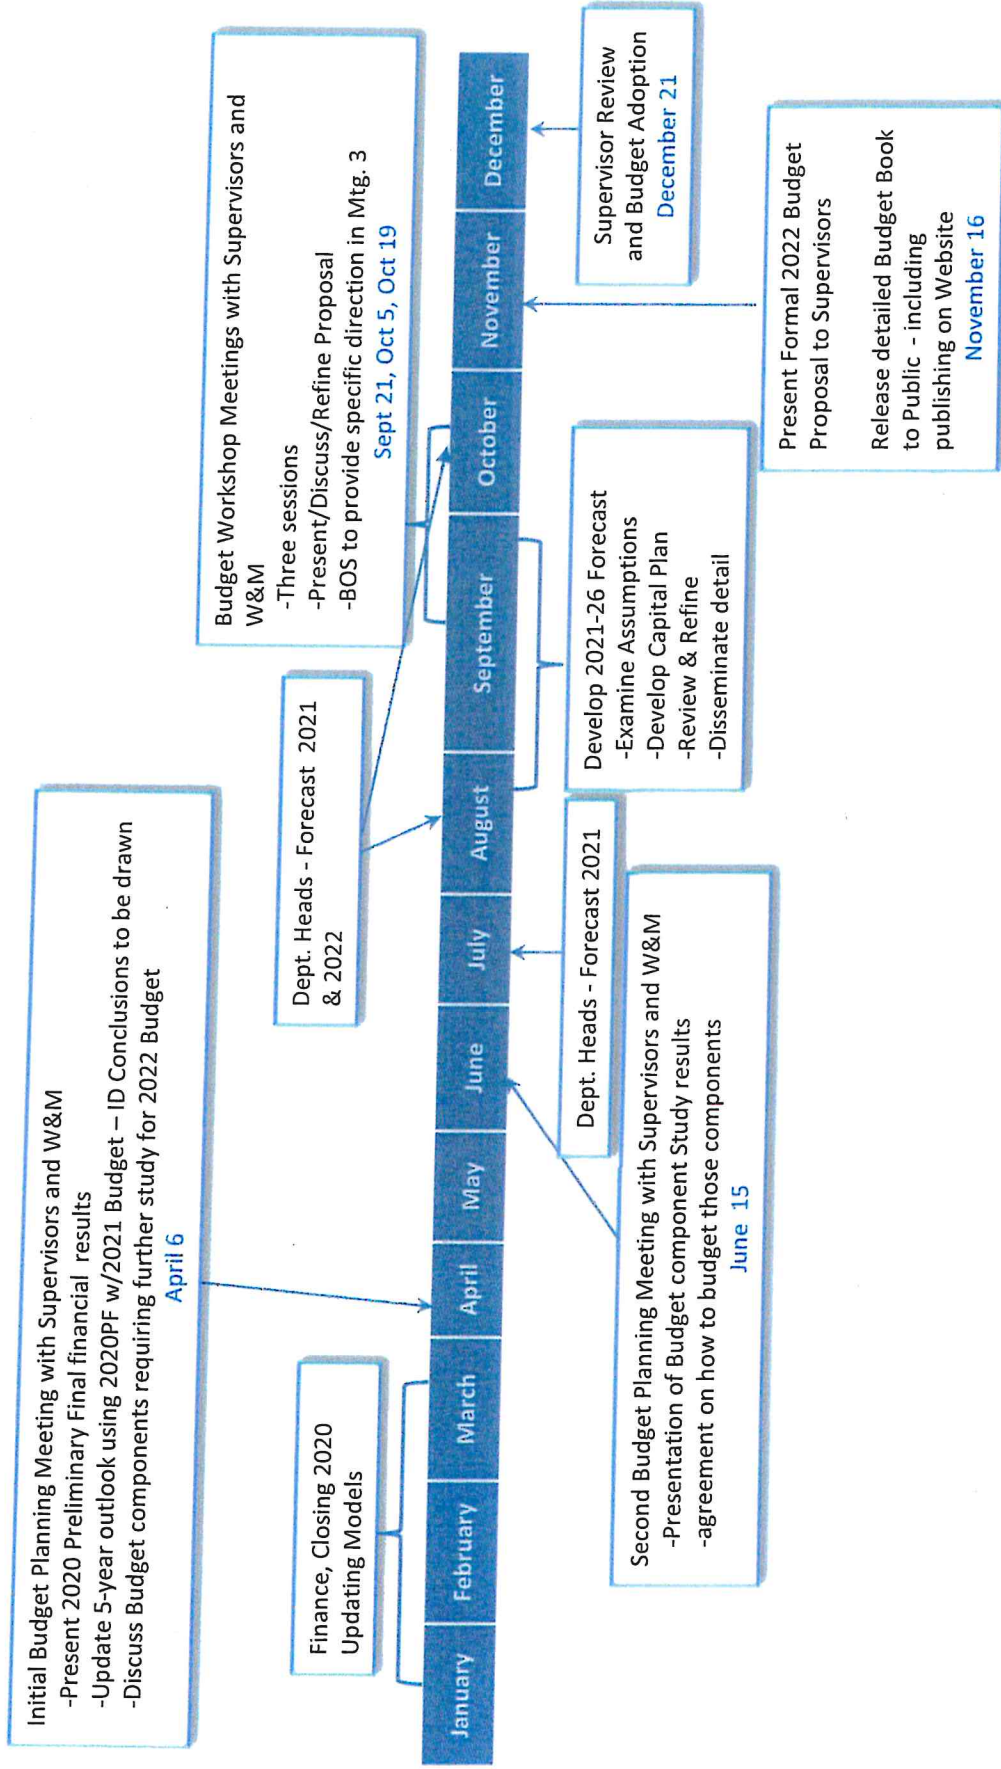 Initial Budget Planning Meeting with Supervisors and W&M
-Present 2020 Preliminary Final financial results
-Update 5-year outlook using 2020PF w/2021 Budget – ID Conclusions to be drawn
-Discuss Budget components requiring further study for 2022 Budget
April 6
Budget Workshop Meetings with Supervisors and
W&M
-Three sessions
-Present/Discuss/Refine Proposal
-BOS to provide specific direction in Mtg. 3
Sept 21, Oct 5, Oct 19
Finance, Closing 2020
Updating Models
Dept. Heads - Forecast 2021
& 2022
January
February
March
April
May
June
July
August
September
October
November
December
Dept. Heads - Forecast 2021
Second Budget Planning Meeting with Supervisors and W&M
-Presentation of Budget component Study results
-agreement on how to budget those components
June 15
Develop 2021-26 Forecast
-Examine Assumptions
-Develop Capital Plan
-Review & Refine
-Disseminate detail
Supervisor Review
and Budget Adoption
December 21
Present Formal 2022 Budget
Proposal to Supervisors
Release detailed Budget Book
to Public - including
publishing on Website
November 16